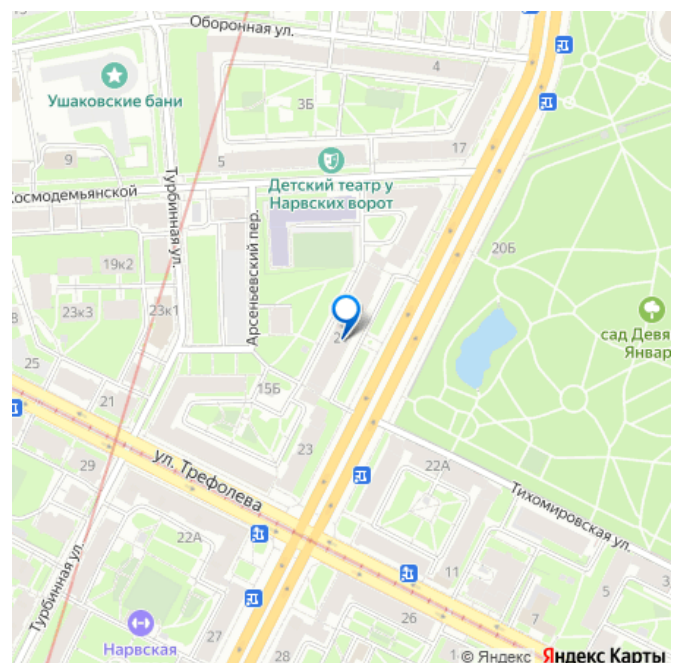 Оборонная ул.
4
Ушаковские бани
3Б
9
5
17
Детский театр у
Нарвских ворот
Космодемьянской
Турбинная ул.
Арсеньевский пер.
20Б
19к2
23к3
23к1
сад Девя
Январ
25
15Б
21
23
29
ул. Трефолева
22А
Тихомировская ул.
22А
11
Турбинная ул.
5
3
7
26
27
Нарвская
28
© Яндекс Яндекс Карты